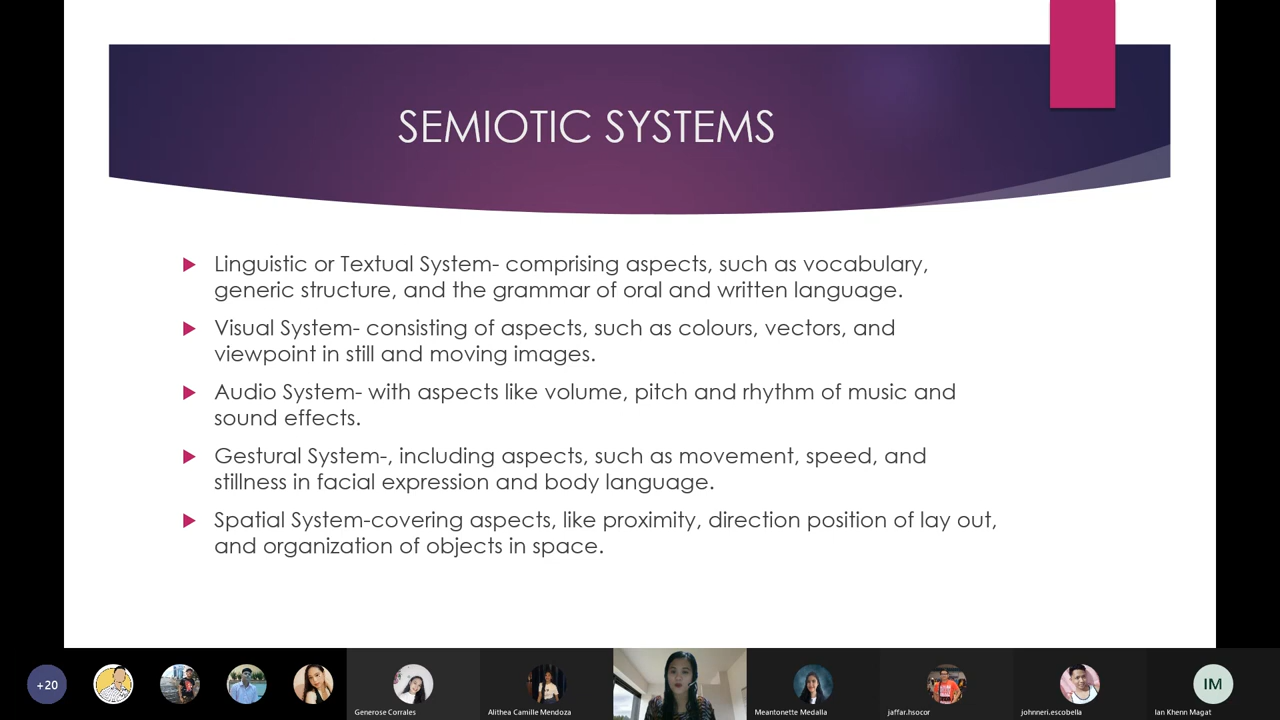 SEMIOTIC SYSTEMS
Linguistic or Textual System- comprising aspects, such as vocabulary,
generic structure, and the grammar of oral and written language.
Visual System- consisting of aspects, such as colours, vectors, and
viewpoint in still and moving images.
Audio System- with aspects like volume, pitch and rhythm of music and
sound effects.
Gestural System-, including aspects, such as movement, speed, and
stillness in facial expression and body language.
Spatial System-covering aspects, like proximity, direction position of lay out,
and organization of objects in space.
+20
Generose Corrales
Alithea Camille Mendoza
Meantonette Medalla
jaffar.hsocor
johnneri.escobella
IM
Ian Khenn Magat